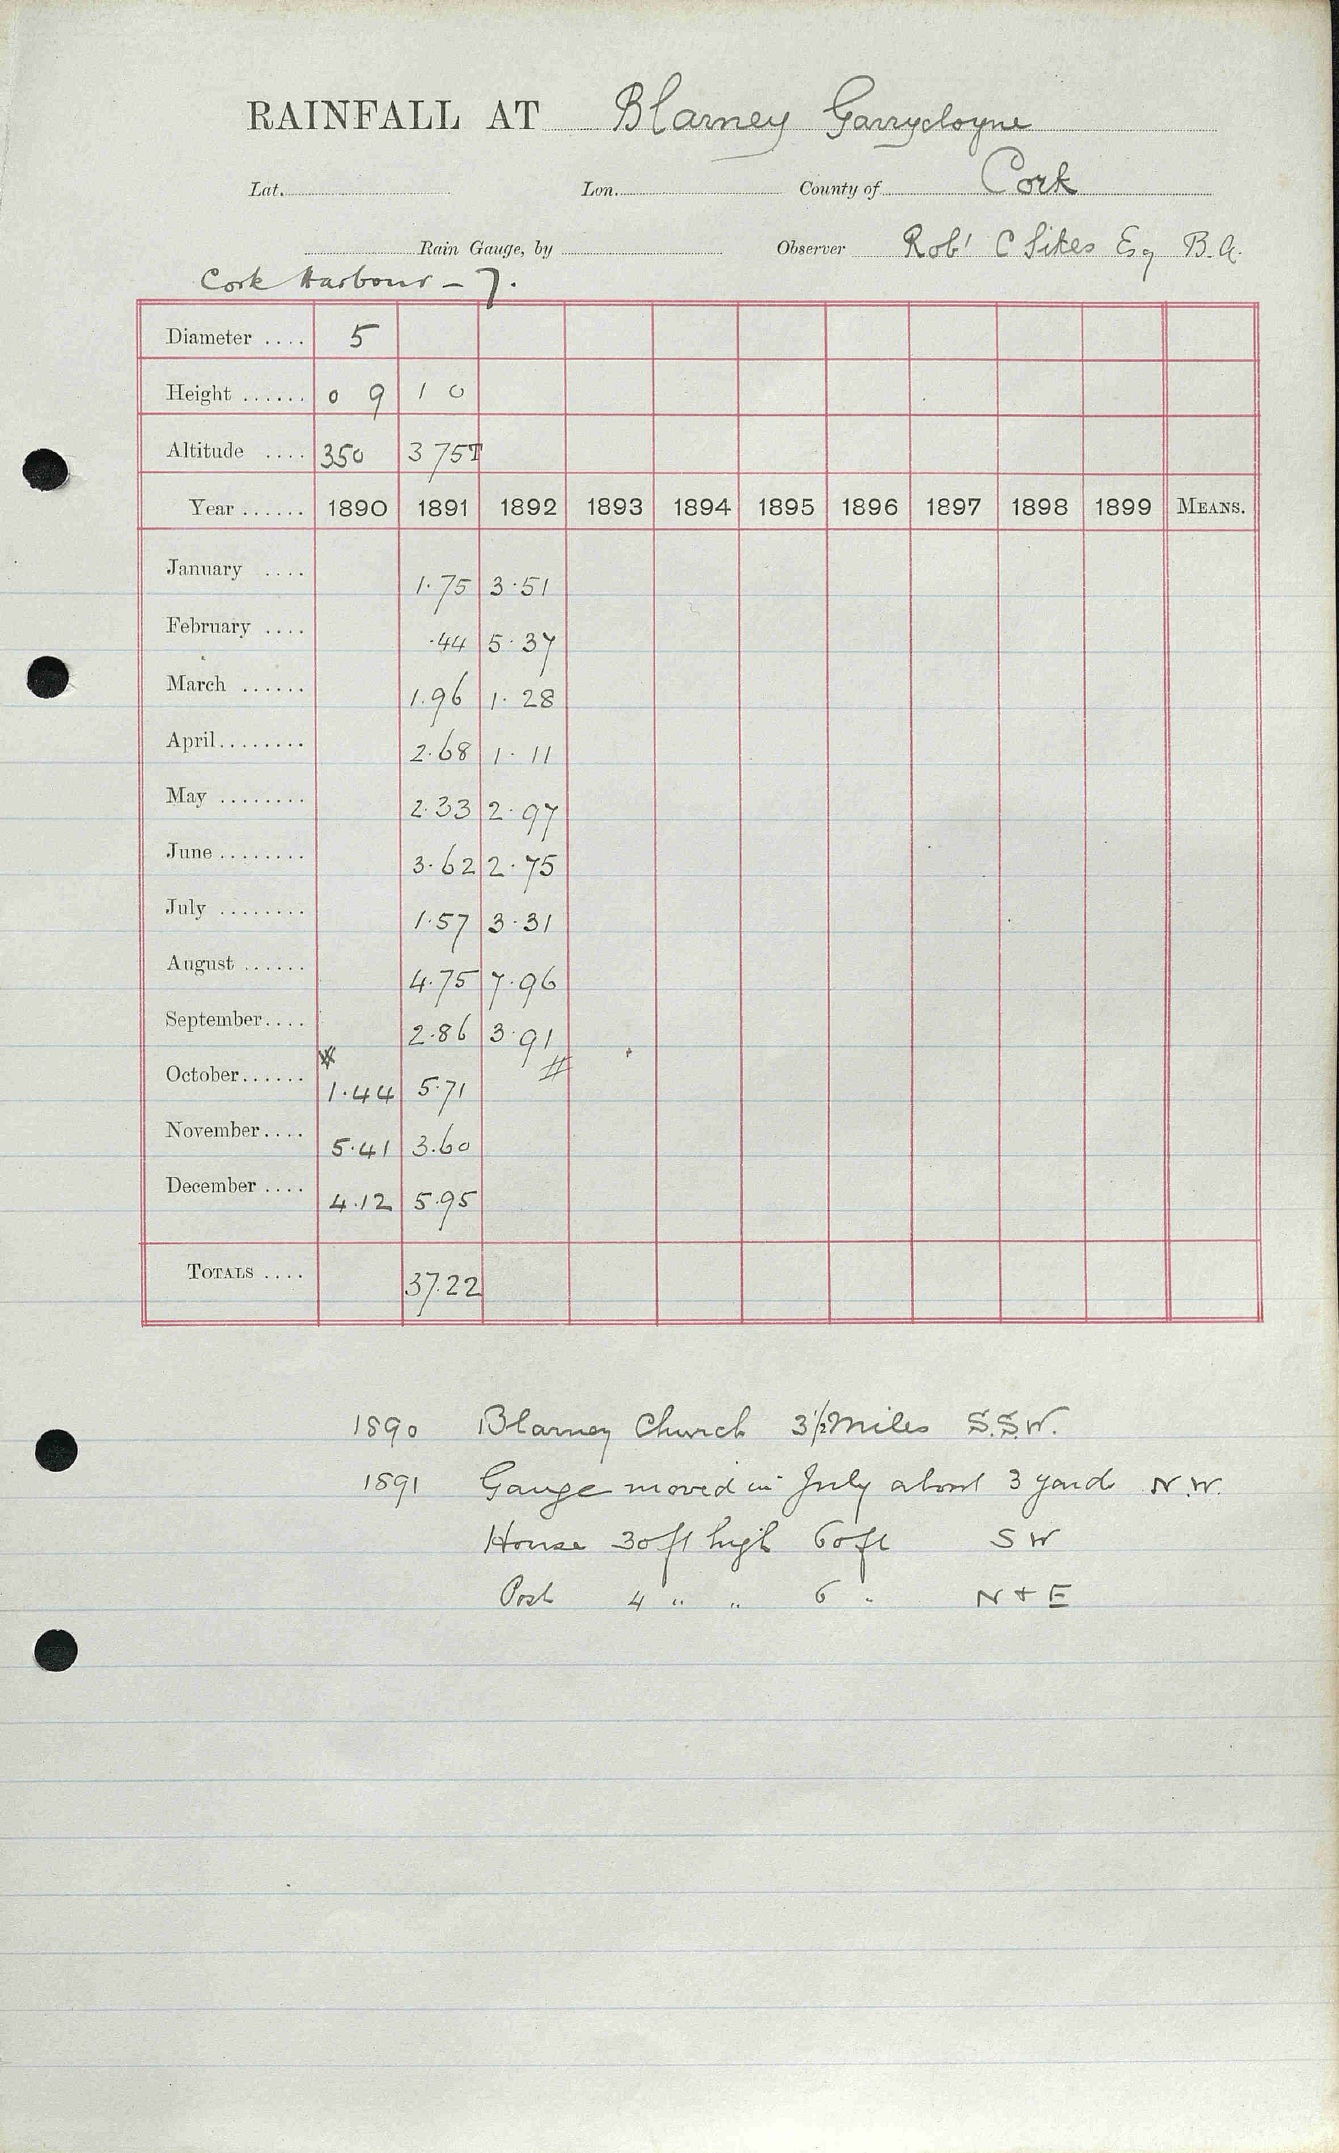 RAINFALL AT Blarney Garrycloyne
Lat. Lon. County of Cork
Rain Gauge, by Observer Robt C Sikes Esq B.A.
Cork Harbour - 7.
Diameter .... 5
Height ...... 0 9 1 0
Altitude .... 350 375T
Year ...... 1890 1891 1892 1893 1894 1895 1896 1897 1898 1899 MEANS.
January .... 1.75 3.51
February .... .44 5.37
March ...... 1.96 1.28
April........ 2.68 1.11
May ........ 2.33 2.97
June ........ 3.62 2.75
July ........ 1.57 3.31
August ...... 4.75 7.96
September.... 2.86 3.91
October...... 1.44 5.71 #
November.... 5.41 3.60
December .... 4.12 5.95
TOTALS .... 37.22
1890 Blarney Church 3½ Miles S.S.W.
1891 Gauge moved in July about 3 yard N.W.
House 30ft high 60ft SW
Post 4 " " 6 " N + E